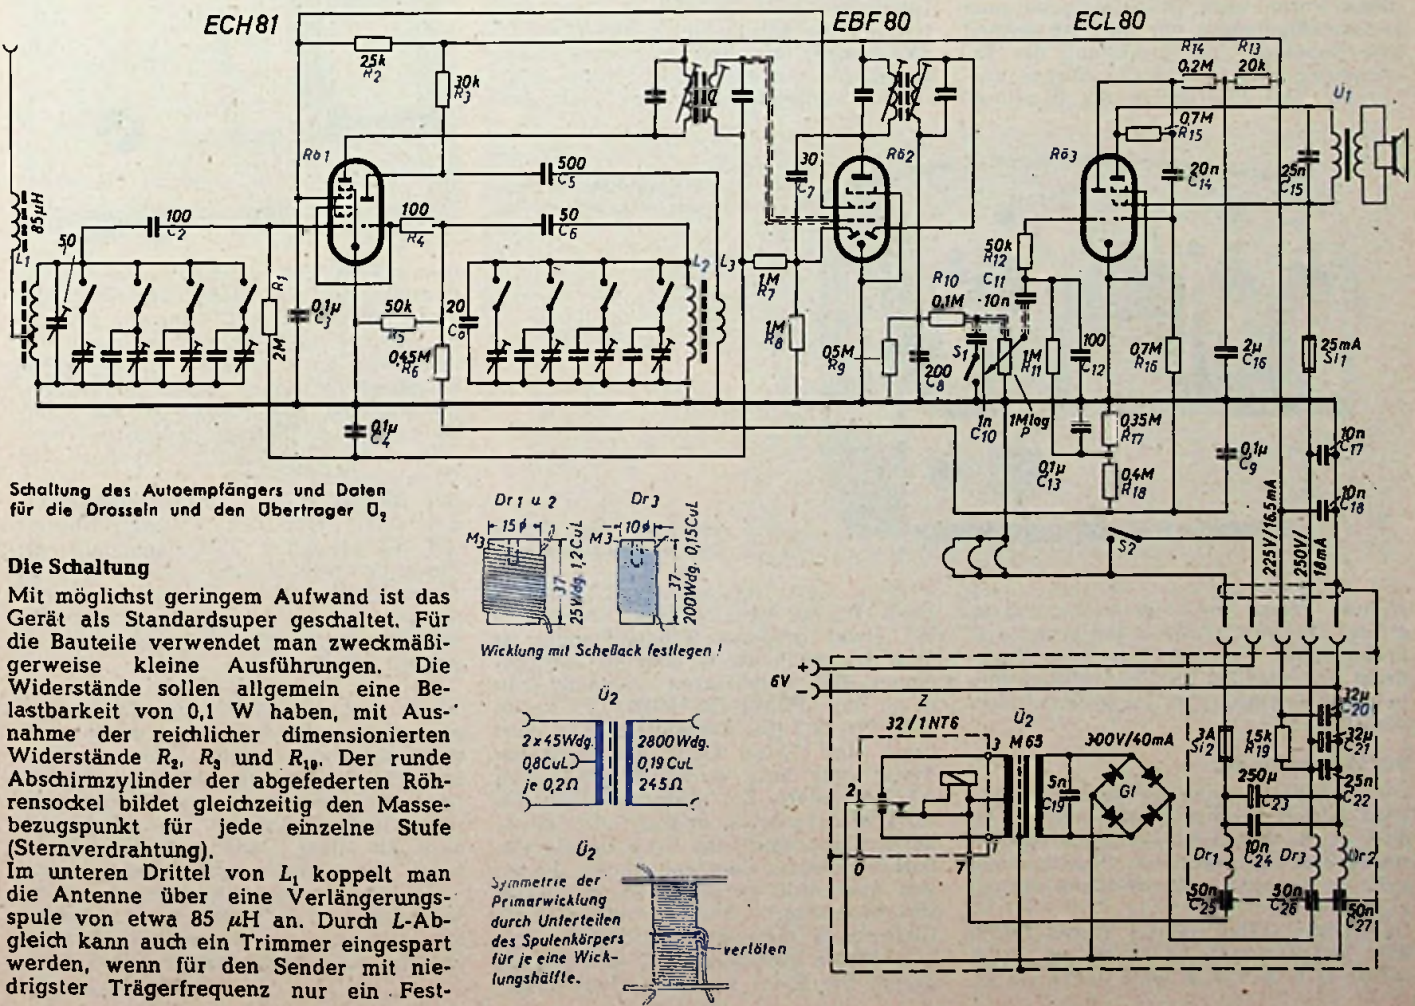 ECH81
EBF80
ECL80
25k
R2
30k
R3
R14
0,2M
R13
20k
Ü1
0,7M
R15
Rö1
Rö2
Rö3
500
C5
30
C7
20n
C14
25n
C15
85µH
L1
50
100
C2
100
R4
50
C6
50k
R12
C11
10n
L2
L3
1M
R7
R10
0,1M
R1
2M
0,1µ
C3
50k
R5
20
0,45M
R6
1M
R8
0,5M
R9
200
C8
S1
1M
R11
100
C12
0,7M
R16
2µ
C16
25mA
Si1
1n
C10
1Mlog
P
0,1µ
C4
0,35M
R17
0,1µ
C13
0,4M
R18
0,1µ
C9
10n
C17
10n
C18
S2
225V/16,5mA
250V/
18mA
Schaltung des Autoempfängers und Daten
für die Drosseln und den Übertrager Ü2
Die Schaltung
Mit möglichst geringem Aufwand ist das
Gerät als Standardsuper geschaltet. Für
die Bauteile verwendet man zweckmäßi-
gerweise kleine Ausführungen. Die
Widerstände sollen allgemein eine Be-
lastbarkeit von 0,1 W haben, mit Aus-
nahme der reichlicher dimensionierten
Widerstände R2, R3 und R19. Der runde
Abschirmzylinder der abgefederten Röh-
rensockel bildet gleichzeitig den Masse-
bezugspunkt für jede einzelne Stufe
(Sternverdrahtung).
Im unteren Drittel von L1 koppelt man
die Antenne über eine Verlängerungs-
spule von etwa 85 µH an. Durch L-Ab-
gleich kann auch ein Trimmer eingespart
werden, wenn für den Sender mit nie-
drigster Trägerfrequenz nur ein Fest-
Dr1 u. 2
15ø
M3
37
25Wdg. 1,2CuL
Dr3
10ø
M3
37
200Wdg. 0,15CuL
Wicklung mit Schellack festlegen!
Ü2
2x45Wdg.
0,8CuL
je 0,2Ω
2800Wdg.
0,19 CuL
245Ω
Ü2
Symmetrie der
Primärwicklung
durch Unterteilen
des Spulenkörpers
für je eine Wick-
lungshälfte.
verlöten
+
6V
-
Z
32/1NT6
Ü2
M65
300V/40mA
3
2
0
7
1
5n
C19
Gl
3A
Si2
1,5k
R19
32µ
C20
32µ
C21
25n
C22
250µ
C23
10n
C24
Dr1
Dr3
Dr2
50n
C25
50n
C26
50n
C27